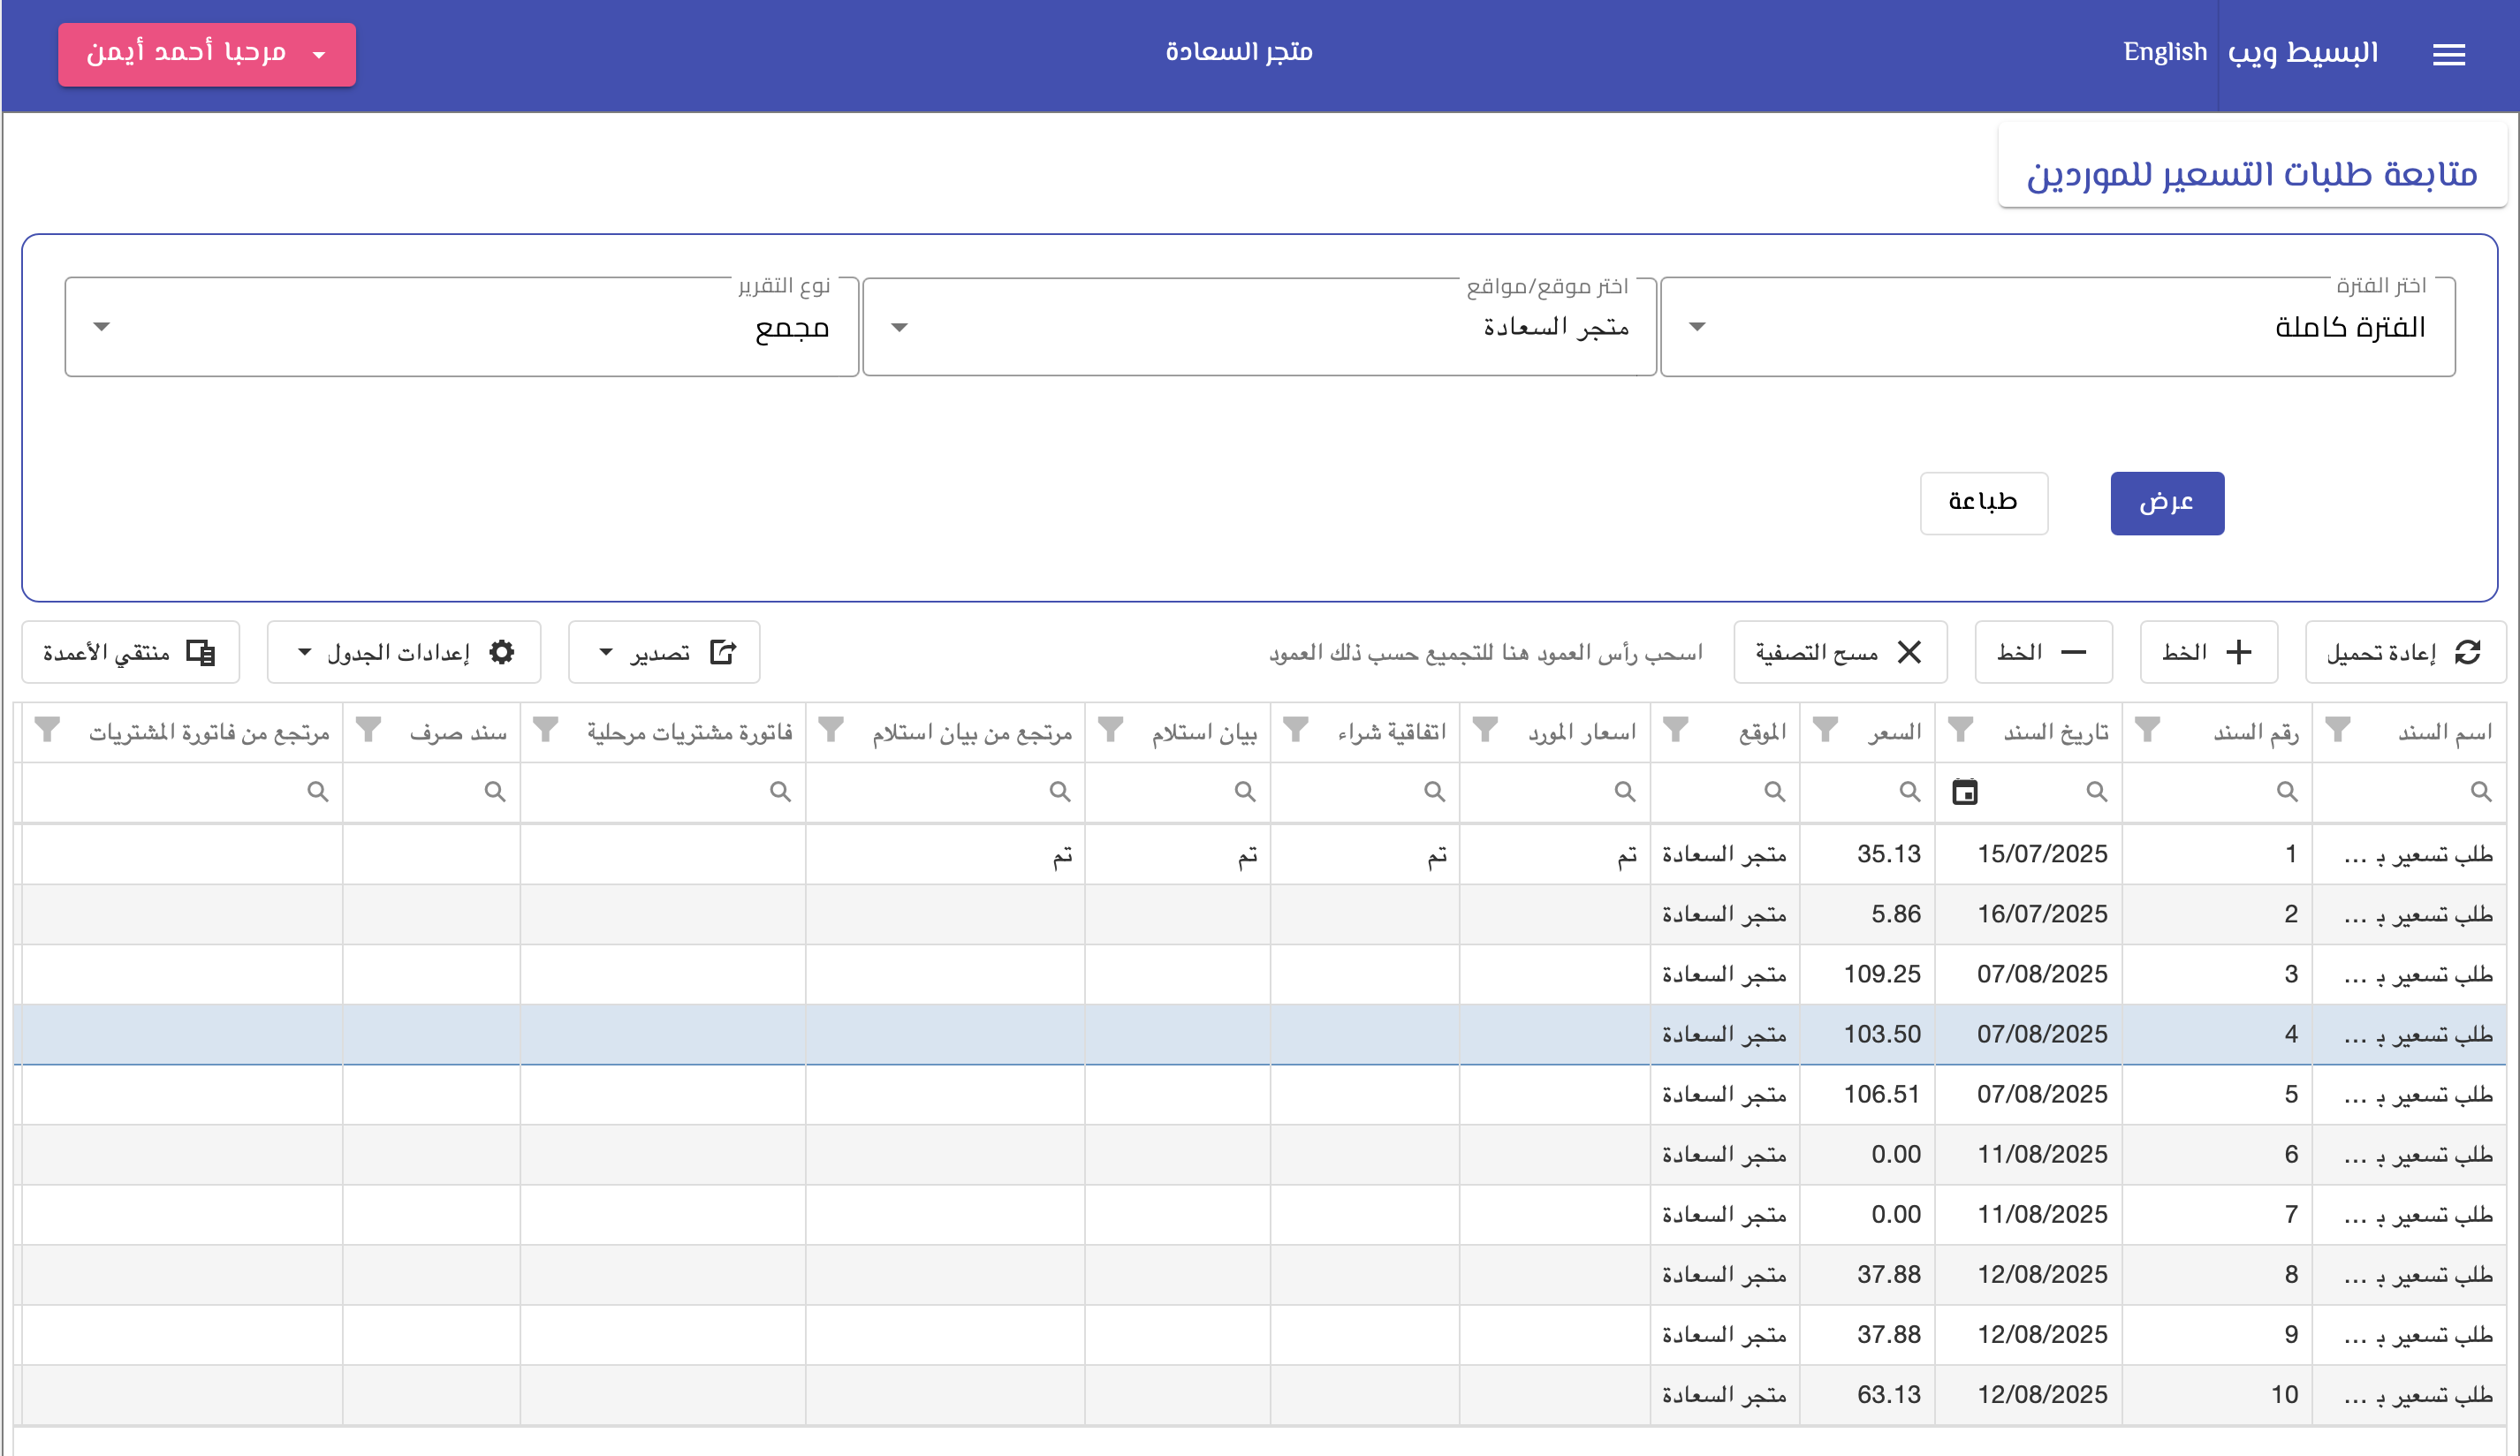 البسيط ويب English متجر السعادة مرحبا أحمد أيمن
متابعة طلبات التسعير للموردين
اختر الفترة اختر موقع/مواقع نوع التقرير
الفترة كاملة متجر السعادة مجمع
عرض طباعة
إعادة تحميل الخط الخط مسح التصفية اسحب رأس العمود هنا للتجميع حسب ذلك العمود تصدير إعدادات الجدول منتقي الأعمدة
اسم السند رقم السند تاريخ السند السعر الموقع اسعار المورد اتفاقية شراء بيان استلام مرتجع من بيان استلام فاتورة مشتريات مرحلية سند صرف مرتجع من فاتورة المشتريات
طلب تسعير بـ ... 1 15/07/2025 35.13 متجر السعادة تم تم تم تم
طلب تسعير بـ ... 2 16/07/2025 5.86 متجر السعادة
طلب تسعير بـ ... 3 07/08/2025 109.25 متجر السعادة
طلب تسعير بـ ... 4 07/08/2025 103.50 متجر السعادة
طلب تسعير بـ ... 5 07/08/2025 106.51 متجر السعادة
طلب تسعير بـ ... 6 11/08/2025 0.00 متجر السعادة
طلب تسعير بـ ... 7 11/08/2025 0.00 متجر السعادة
طلب تسعير بـ ... 8 12/08/2025 37.88 متجر السعادة
طلب تسعير بـ ... 9 12/08/2025 37.88 متجر السعادة
طلب تسعير بـ ... 10 12/08/2025 63.13 متجر السعادة